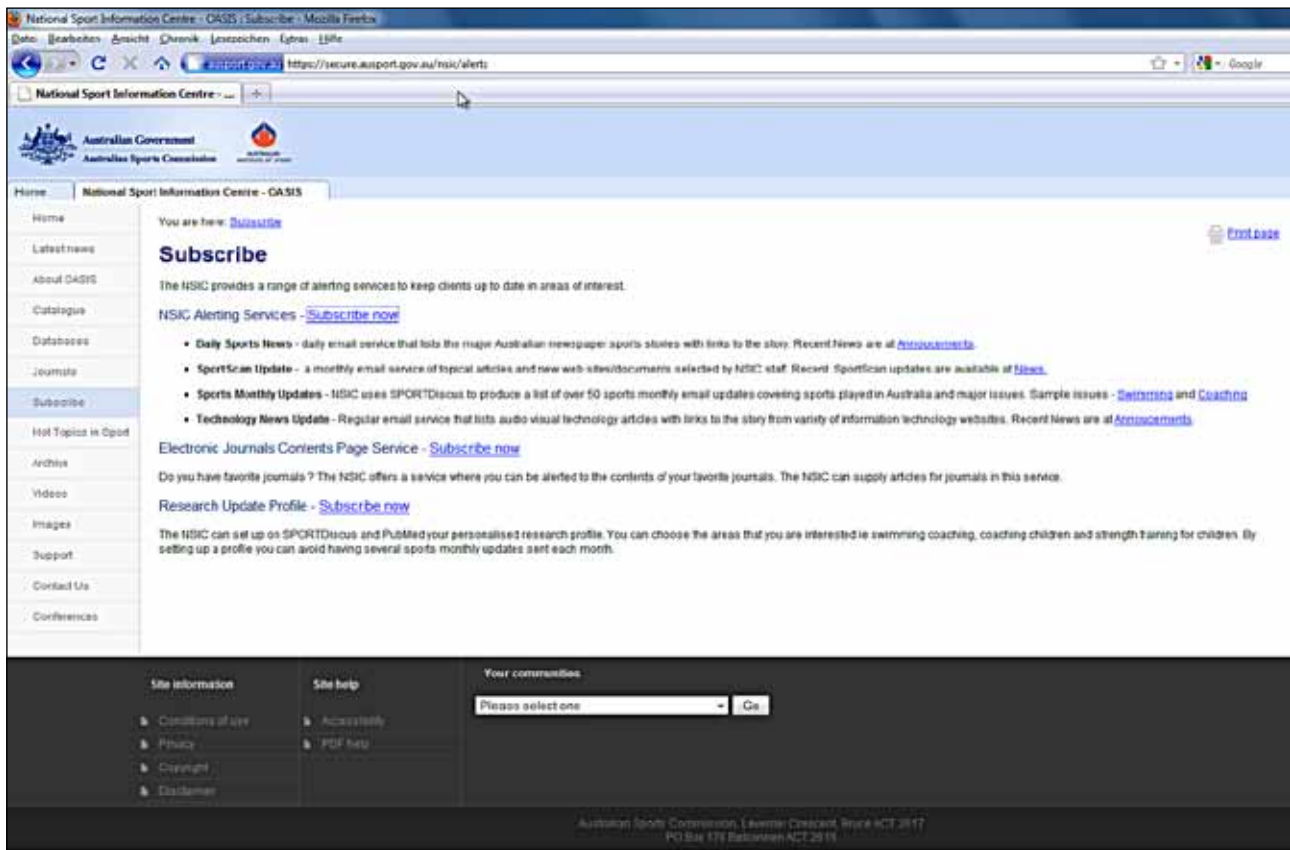 National Sport Information Centre - OASIS : Subscribe - Mozilla Firefox
Datei Bearbeiten Ansicht Chronik Lesezeichen Extras Hilfe
https://secure.ausport.gov.au/nsic/alerts
Google
National Sport Information Centre - ...
Australian Government
Australian Sports Commission
Home
National Sport Information Centre - OASIS
Home
Latest news
About OASIS
Catalogue
Databases
Journals
Subscribe
Hot Topics in Sport
Archive
Videos
Images
Support
Contact Us
Conferences
You are here: Subscribe
Print page
Subscribe
The NSIC provides a range of alerting services to keep clients up to date in areas of interest.
NSIC Alerting Services - Subscribe now
• Daily Sports News - daily email service that lists the major Australian newspaper sports stories with links to the story. Recent News are at Annoucements.
• SportScan Update - a monthly email service of topical articles and new web sites/documents selected by NSIC staff. Recent SportScan updates are available at News.
• Sports Monthly Updates - NSIC uses SPORTDiscus to produce a list of over 50 sports monthly email updates covering sports played in Australia and major issues. Sample issues - Swimming and Coaching
• Technology News Update - Regular email service that lists audio visual technology articles with links to the story from variety of information technology websites. Recent News are at Annoucements.
Electronic Journals Contents Page Service - Subscribe now
Do you have favorite journals ? The NSIC offers a service where you can be alerted to the contents of your favorite journals. The NSIC can supply articles for journals in this service.
Research Update Profile - Subscribe now
The NSIC can set up on SPORTDiscus and PubMed your personalised research profile. You can choose the areas that you are interested ie swimming coaching, coaching children and strength training for children. By
setting up a profile you can avoid having several sports monthly updates sent each month.
Site information
Conditions of use
Privacy
Copyright
Disclaimer
Site help
Accessibility
PDF help
Your communities
Please select one
Go
Australian Sports Commission, Leverrier Crescent, Bruce ACT 2617
PO Box 176 Belconnen ACT 2616